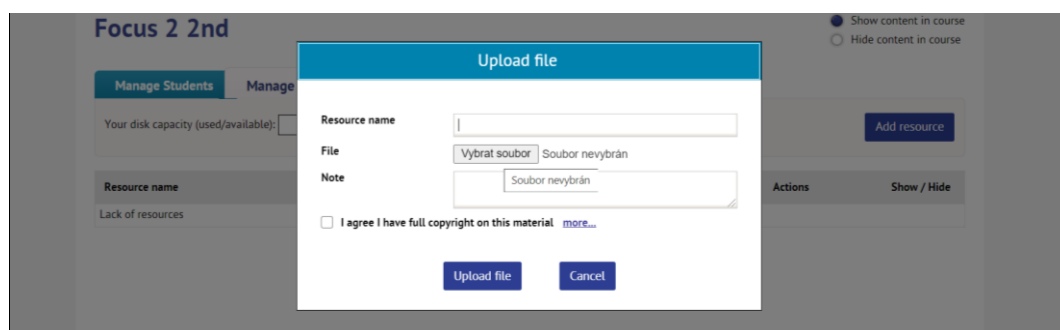 Focus 2 2nd
Show content in course
Hide content in course
Upload file
Manage Students
Manage
Your disk capacity (used/available):
Add resource
Resource name
File
Vybrat soubor Soubor nevybrán
Note
Soubor nevybrán
Resource name
Actions
Show / Hide
Lack of resources
I agree I have full copyright on this material more...
Upload file
Cancel